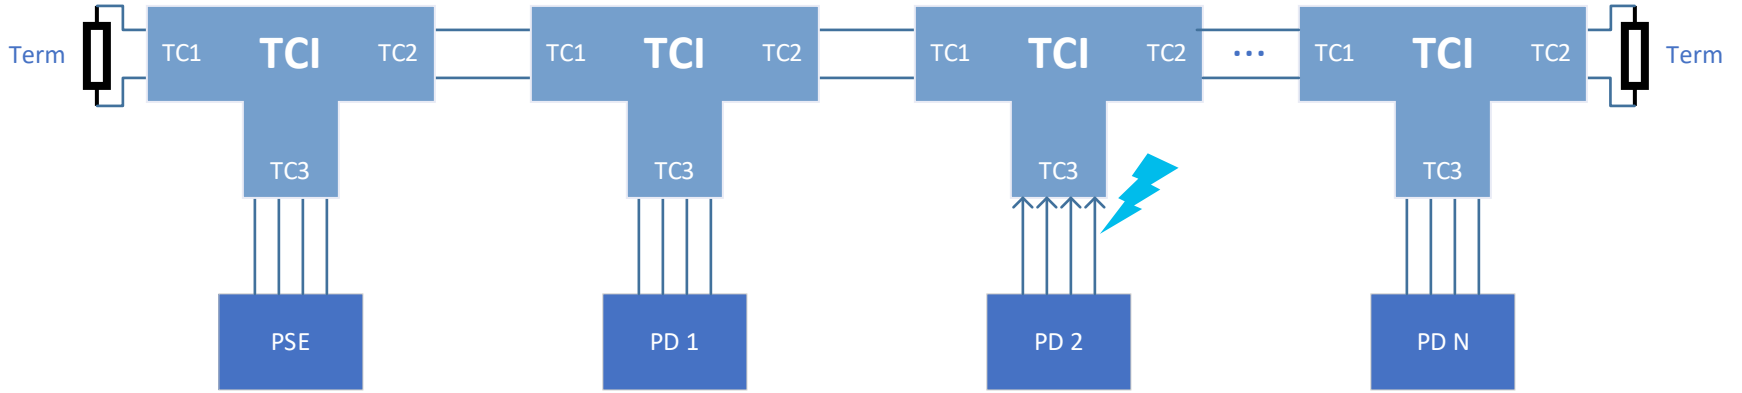 Term TC1 TCI TC2 TC1 TCI TC2 TC1 TCI TC2 ... TC1 TCI TC2 Term
TC3 TC3 TC3 TC3
PSE PD 1 PD 2 PD N